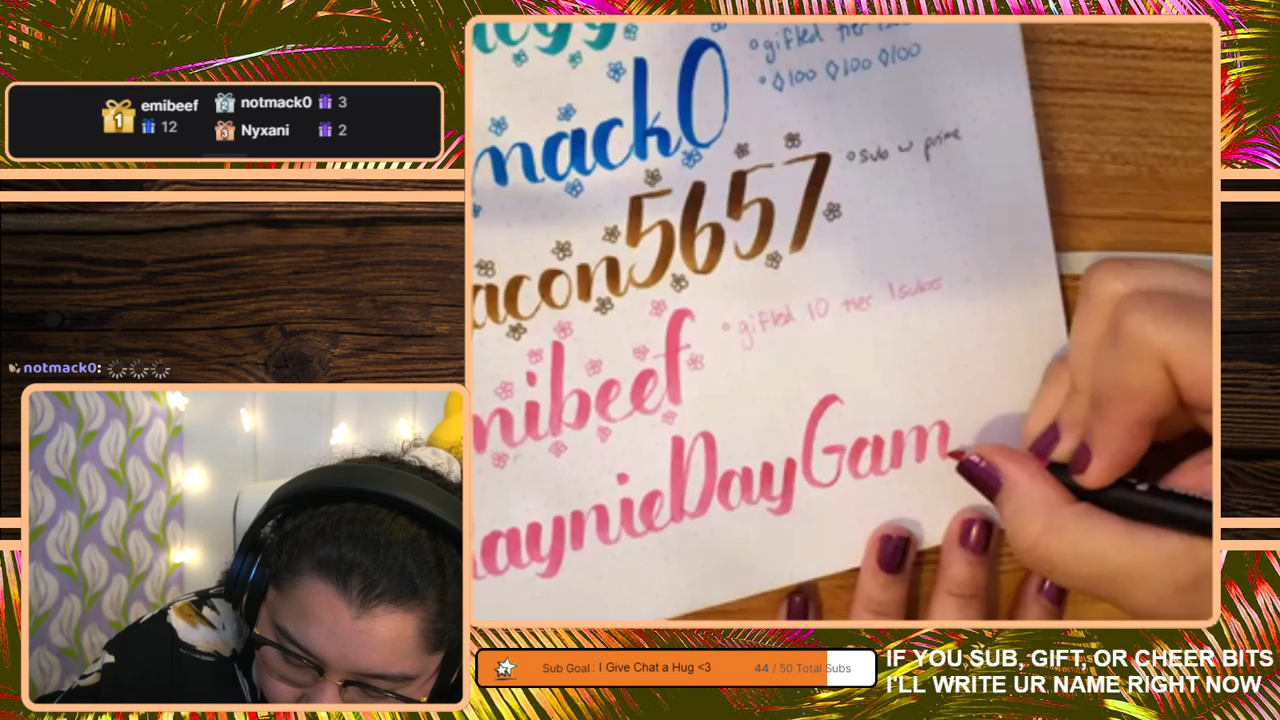 emibeef
12
notmack0 3
Nyxani 2
notmack0:
gifted tier
◊100 ◊100 ◊100
mack0
sub w prime
acon5657
gifted 10 tier 1 subs
mibeef
aynieDayGam
Sub Goal: I Give Chat a Hug <3 44 / 50 Total Subs
IF YOU SUB, GIFT OR CHEER BITS
I'LL WRITE UR NAME RIGHT NOW